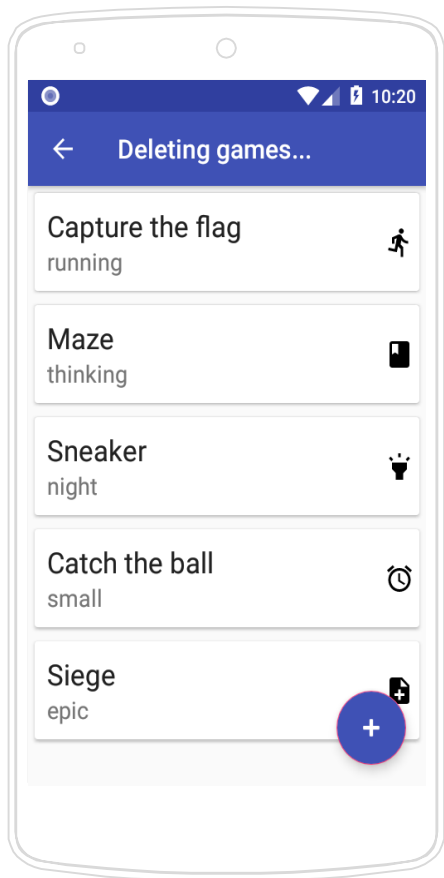 10:20
Deleting games...
Capture the flag
running
Maze
thinking
Sneaker
night
Catch the ball
small
Siege
epic